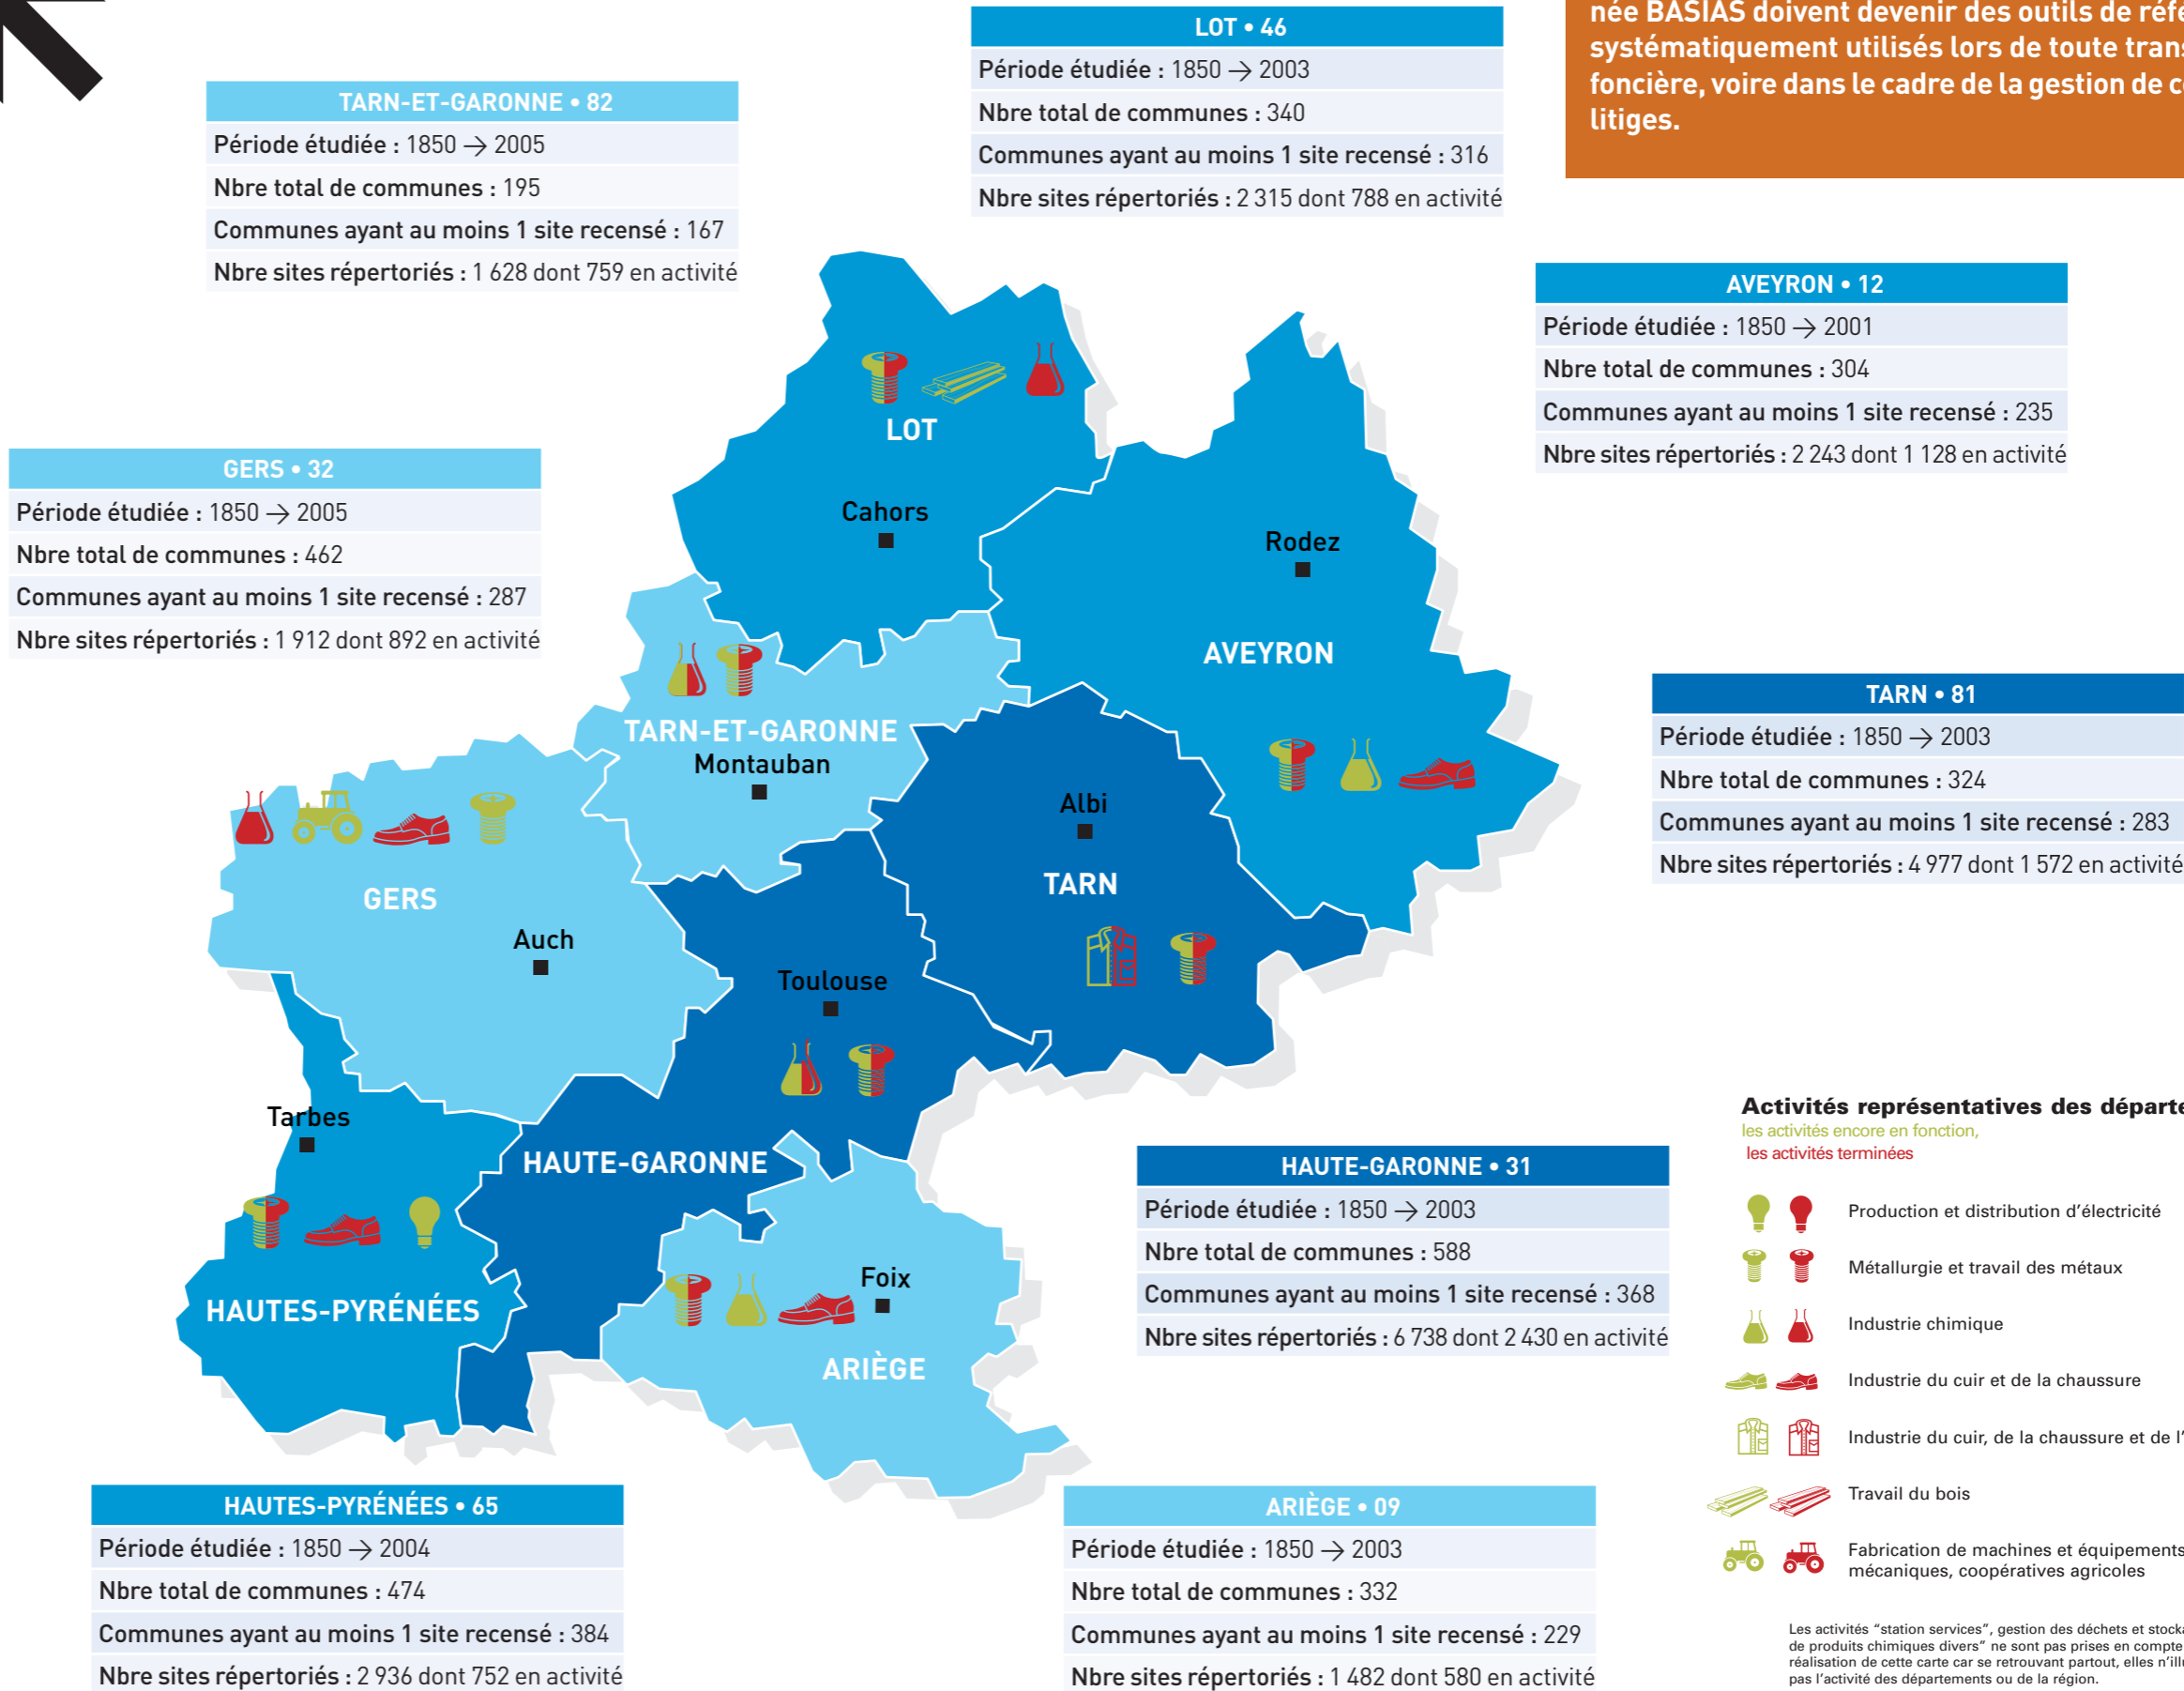 née BASIAS doivent devenir des outils de réfé
systématiquement utilisés lors de toute trans
foncière, voire dans le cadre de la gestion de c
litiges.
LOT • 46
Période étudiée : 1850 → 2003
Nbre total de communes : 340
Communes ayant au moins 1 site recensé : 316
Nbre sites répertoriés : 2 315 dont 788 en activité
TARN-ET-GARONNE • 82
Période étudiée : 1850 → 2005
Nbre total de communes : 195
Communes ayant au moins 1 site recensé : 167
Nbre sites répertoriés : 1 628 dont 759 en activité
AVEYRON • 12
Période étudiée : 1850 → 2001
Nbre total de communes : 304
Communes ayant au moins 1 site recensé : 235
Nbre sites répertoriés : 2 243 dont 1 128 en activité
GERS • 32
Période étudiée : 1850 → 2005
Nbre total de communes : 462
Communes ayant au moins 1 site recensé : 287
Nbre sites répertoriés : 1 912 dont 892 en activité
LOT
Cahors
Rodez
AVEYRON
TARN-ET-GARONNE
Montauban
Albi
TARN
GERS
Auch
Toulouse
Tarbes
HAUTE-GARONNE
HAUTES-PYRÉNÉES
Foix
ARIÈGE
TARN • 81
Période étudiée : 1850 → 2003
Nbre total de communes : 324
Communes ayant au moins 1 site recensé : 283
Nbre sites répertoriés : 4 977 dont 1 572 en activité
HAUTE-GARONNE • 31
Période étudiée : 1850 → 2003
Nbre total de communes : 588
Communes ayant au moins 1 site recensé : 368
Nbre sites répertoriés : 6 738 dont 2 430 en activité
HAUTES-PYRÉNÉES • 65
Période étudiée : 1850 → 2004
Nbre total de communes : 474
Communes ayant au moins 1 site recensé : 384
Nbre sites répertoriés : 2 936 dont 752 en activité
ARIÈGE • 09
Période étudiée : 1850 → 2003
Nbre total de communes : 332
Communes ayant au moins 1 site recensé : 229
Nbre sites répertoriés : 1 482 dont 580 en activité
Activités représentatives des départe
les activités encore en fonction,
les activités terminées
Production et distribution d'électricité
Métallurgie et travail des métaux
Industrie chimique
Industrie du cuir et de la chaussure
Industrie du cuir, de la chaussure et de l'
Travail du bois
Fabrication de machines et équipements
mécaniques, coopératives agricoles
Les activités "station services", gestion des déchets et stocka
de produits chimiques divers" ne sont pas prises en compte
réalisation de cette carte car se retrouvant partout, elles n'illu
pas l'activité des départements ou de la région.